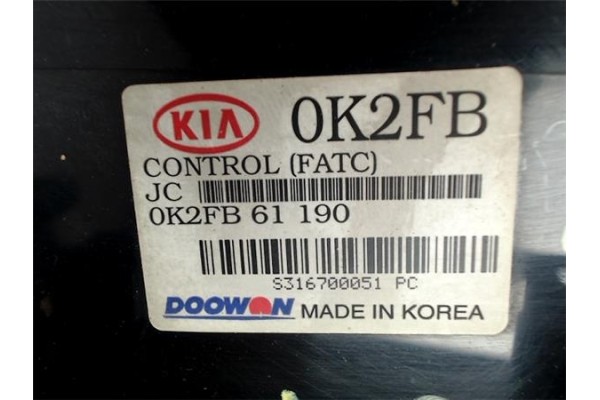 KIA 0K2FB
CONTROL (FATC)
JC
0K2FB 61 190
S316700051 PC
DOOWON MADE IN KOREA